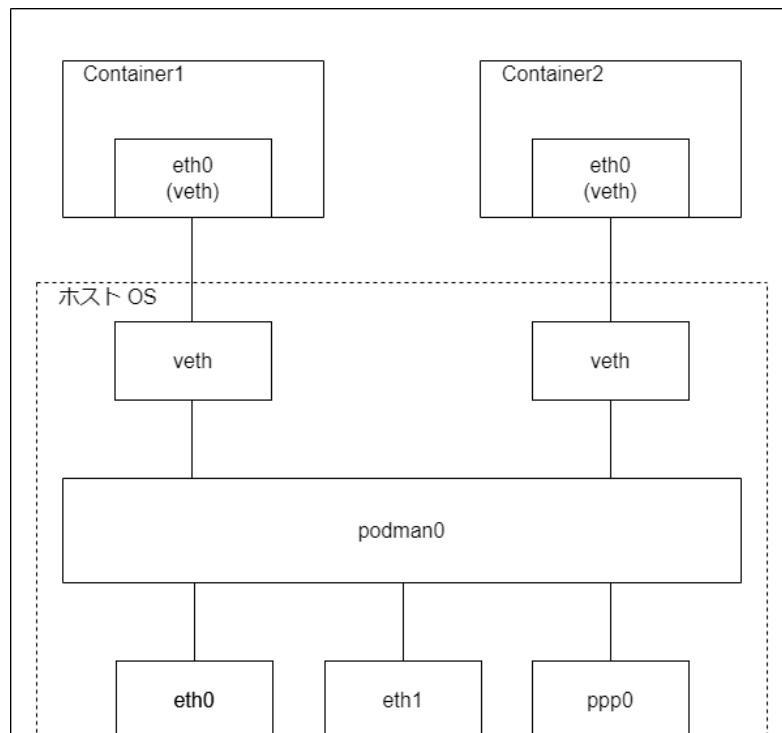 Container1
Container2
eth0
(veth)
eth0
(veth)
ホスト OS
veth
veth
podman0
eth0
eth1
ppp0